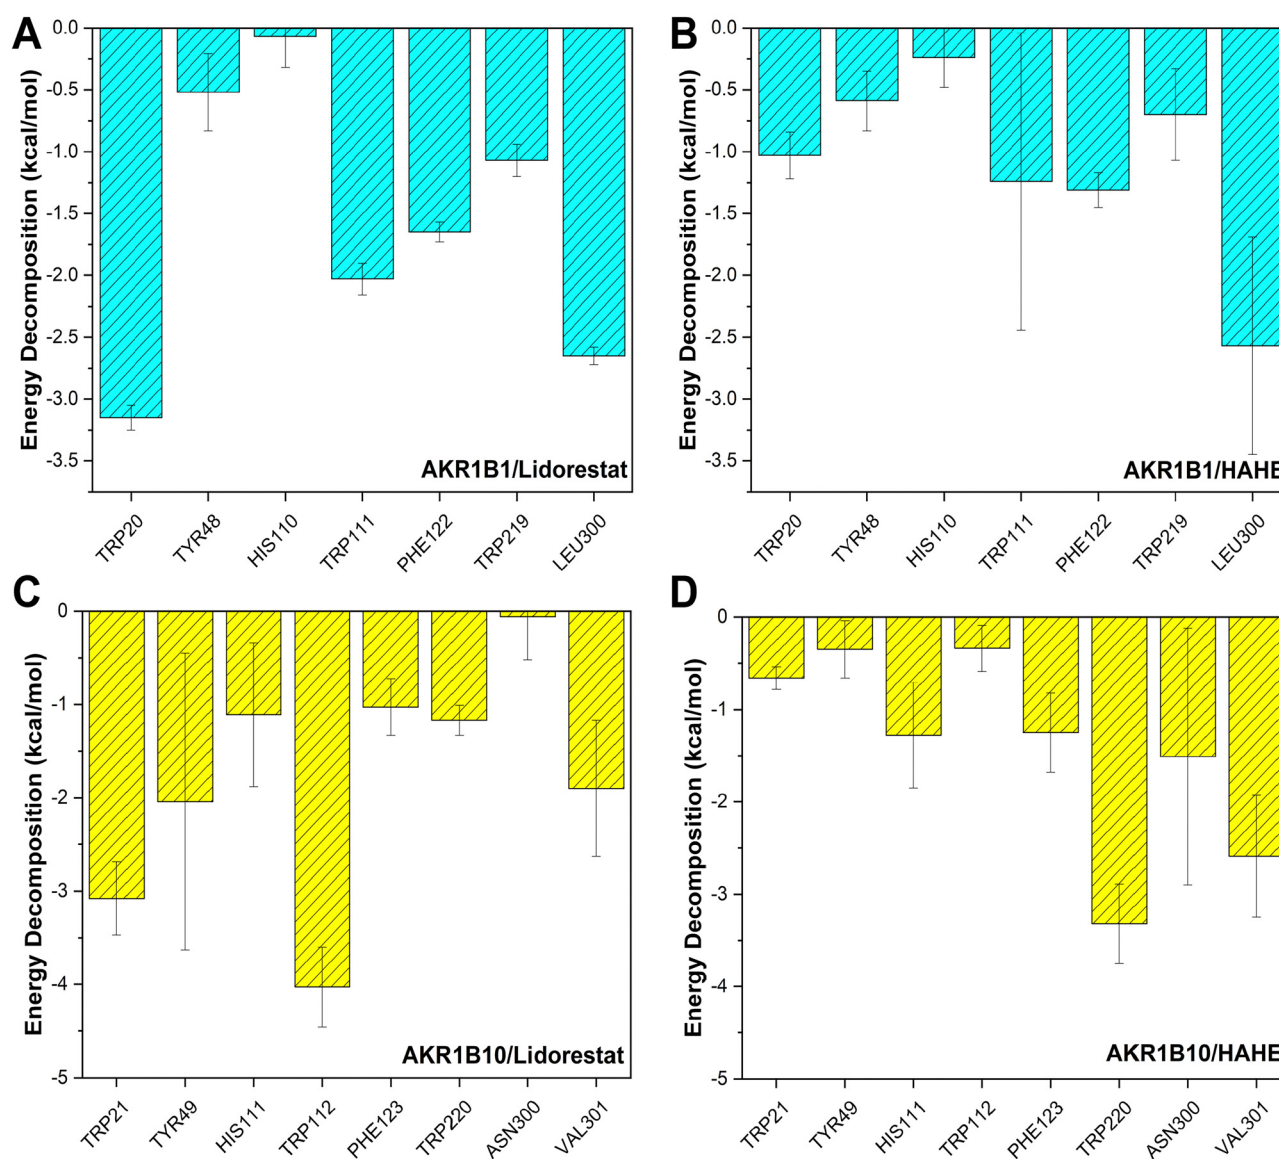 A
Energy Decomposition (kcal/mol)
0.0
-0.5
-1.0
-1.5
-2.0
-2.5
-3.0
-3.5
AKR1B1/Lidorestat
TRP20
TYR48
HIS110
TRP111
PHE122
TRP219
LEU300
B
Energy Decomposition (kcal/mol)
0.0
-0.5
-1.0
-1.5
-2.0
-2.5
-3.0
-3.5
AKR1B1/HAHE
TRP20
TYR48
HIS110
TRP111
PHE122
TRP219
LEU300
C
Energy Decomposition (kcal/mol)
0
-1
-2
-3
-4
-5
AKR1B10/Lidorestat
TRP21
TYR49
HIS111
TRP112
PHE123
TRP220
ASN300
VAL301
D
Energy Decomposition (kcal/mol)
0
-1
-2
-3
-4
-5
AKR1B10/HAHE
TRP21
TYR49
HIS111
TRP112
PHE123
TRP220
ASN300
VAL301